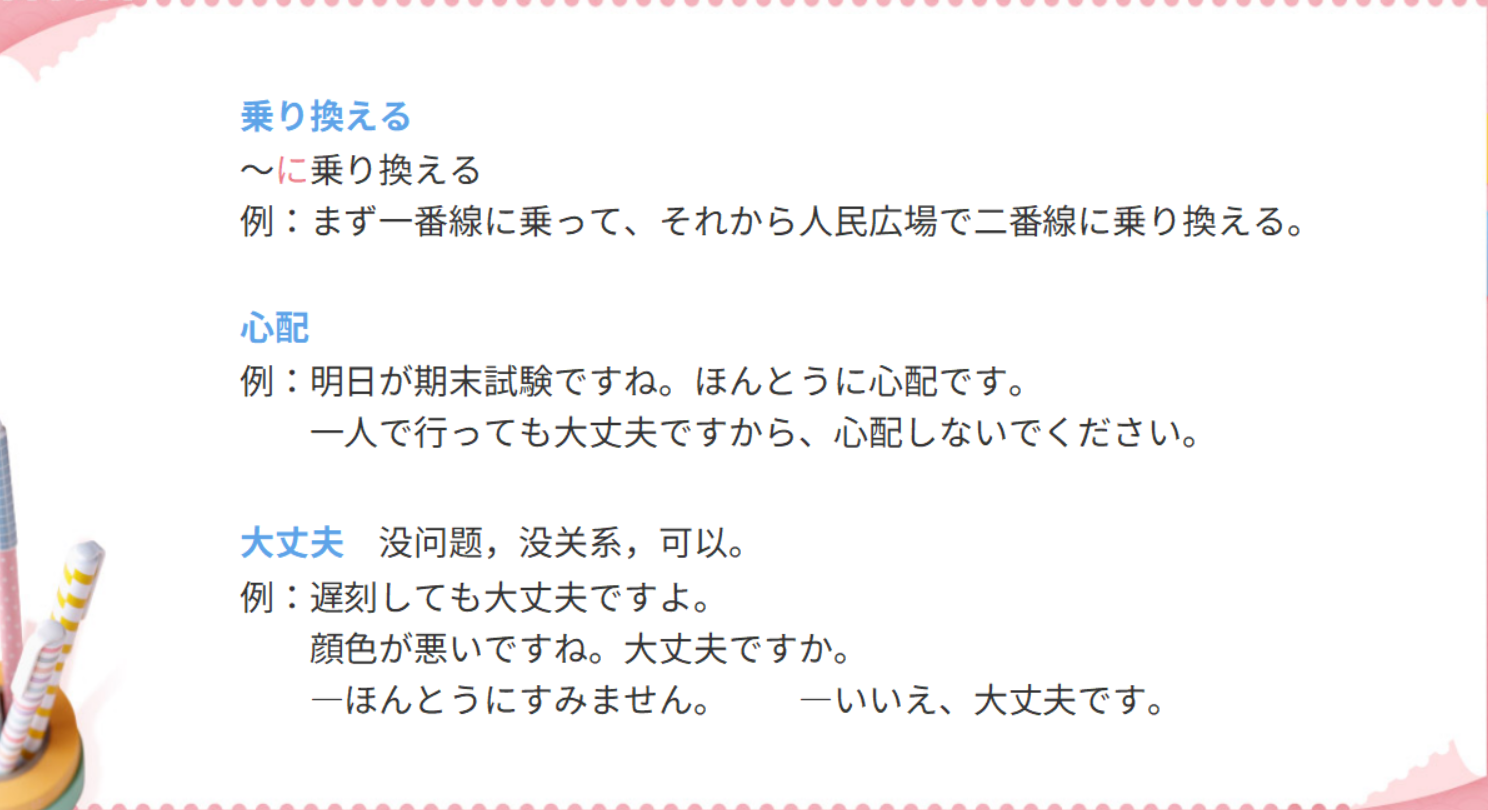 乗り換える
～に乗り換える
例：まず一番線に乗って、それから人民広場で二番線に乗り換える。
心配
例：明日が期末試験ですね。ほんとうに心配です。
一人で行っても大丈夫ですから、心配しないでください。
大丈夫　没问题，没关系，可以。
例：遅刻しても大丈夫ですよ。
顔色が悪いですね。大丈夫ですか。
―ほんとうにすみません。　　―いいえ、大丈夫です。